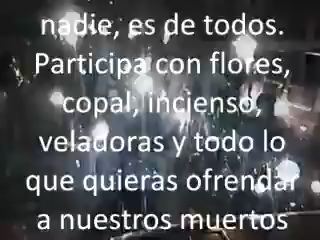 nadie, es de todos.
Participa con flores,
copal, incienso,
veladoras y todo lo
que quieras ofrendar
a nuestros muertos